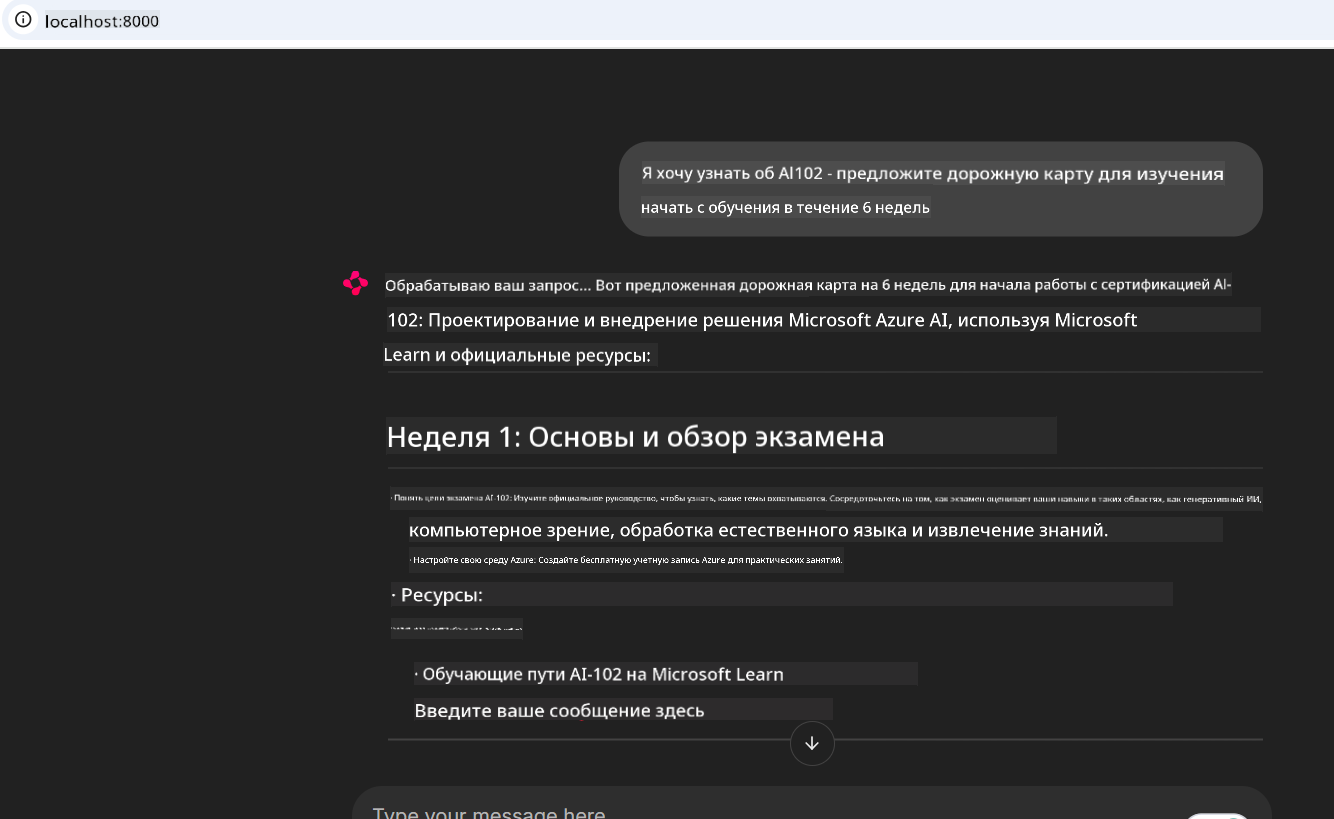 localhost:8000
Я хочу узнать об AI102 - предложите дорожную карту для изучения
начать с обучения в течение 6 недель
Обрабатываю ваш запрос... Вот предложенная дорожная карта на 6 недель для начала работы с сертификацией AI-
102: Проектирование и внедрение решения Microsoft Azure AI, используя Microsoft
Learn и официальные ресурсы:
Неделя 1: Основы и обзор экзамена
· Понять цели экзамена AI-102: Изучите официальное руководство, чтобы узнать, какие темы охватываются. Сосредоточьтесь на том, как экзамен оценивает ваши навыки в таких областях, как генеративный ИИ,
компьютерное зрение, обработка естественного языка и извлечение знаний.
· Настройте свою среду Azure: Создайте бесплатную учетную запись Azure для практических занятий.
· Ресурсы:
· Обучающие пути AI-102 на Microsoft Learn
Введите ваше сообщение здесь
Type your message here